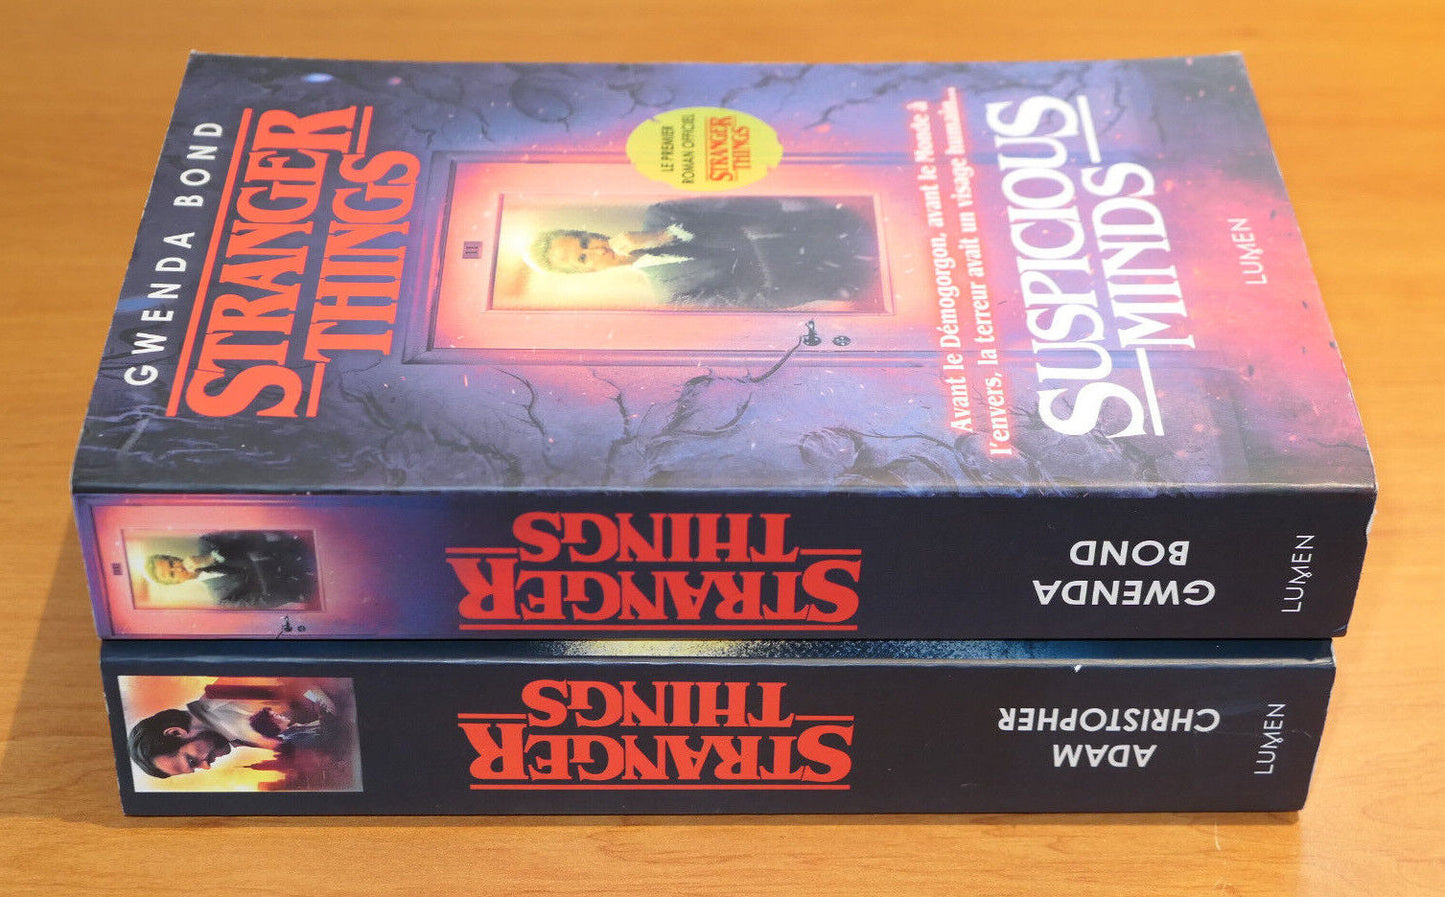 GWENDA BOND
STRANGER
THINGS
LE PREMIER
ROMAN OFFICIEL
STRANGER
THINGS
Avant le Démogorgon, avant le Monde à
l'envers, la terreur avait un visage humain...
SUSPICIOUS
MINDS
LUMEN
STRANGER
THINGS
GWENDA
BOND
LUMEN
STRANGER
THINGS
ADAM
CHRISTOPHER
LUMEN